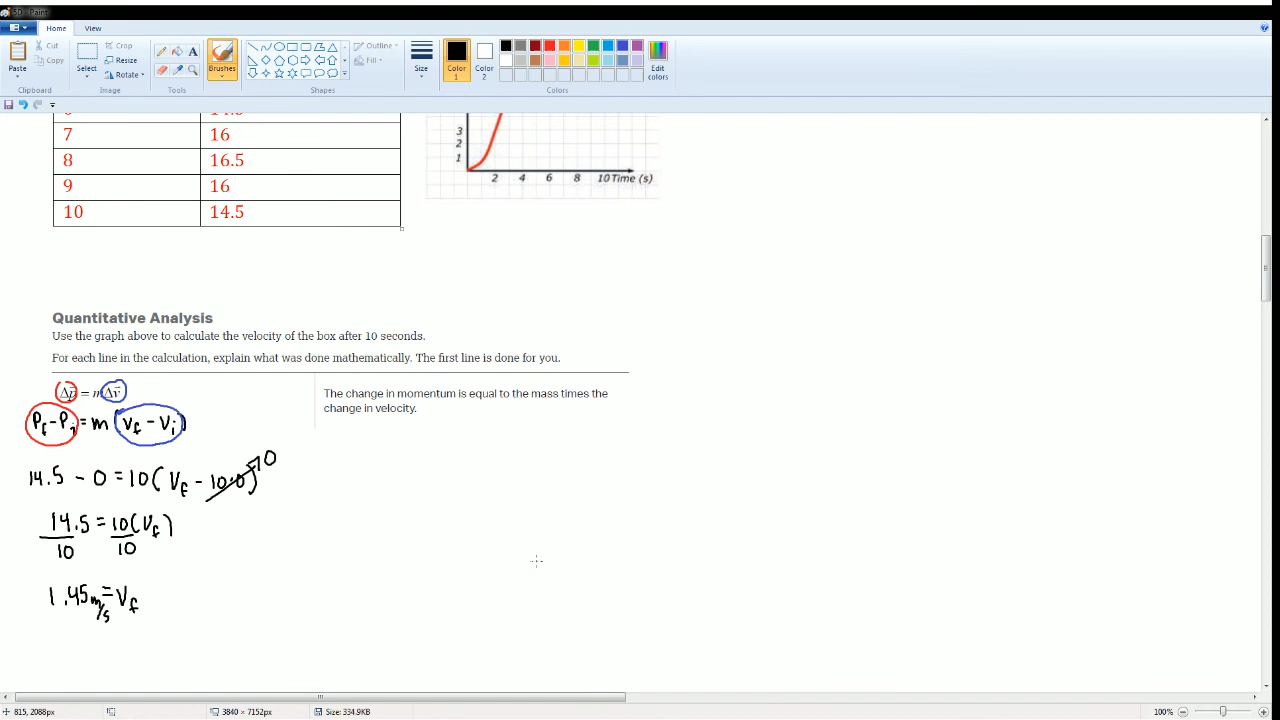 5D - Paint
Home View
Paste Cut Copy Select Crop Resize Rotate Brushes Outline Fill Size Color 1 Color 2 Edit colors
Clipboard Image Tools Shapes Colors
7 16
8 16.5
9 16
10 14.5
3
2
1
2 4 6 8 10 Time (s)
Quantitative Analysis
Use the graph above to calculate the velocity of the box after 10 seconds.
For each line in the calculation, explain what was done mathematically. The first line is done for you.
Δp⃗ = mΔv⃗
The change in momentum is equal to the mass times the
change in velocity.
Pf - Pi = m (Vf - Vi)
14.5 - 0 = 10(Vf - 10·0) 0
14.5 = 10(Vf)
10 10
1.45 m/s = Vf
815, 2088px 3840 × 7152px Size: 334.9KB 100%